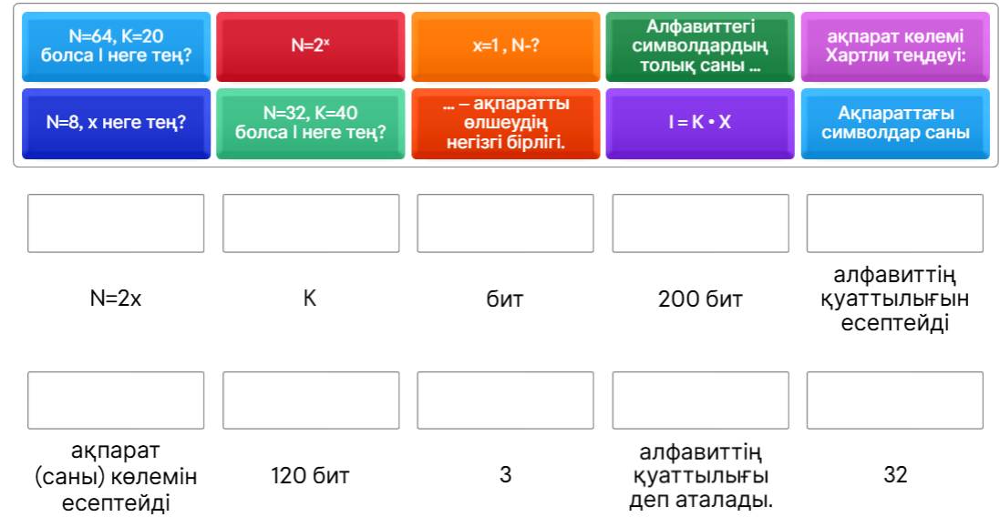 N=64, K=20
болса I неге тең?
N=2ˣ
x=1 , N-?
Алфавиттегі
символдардың
толық саны ...
ақпарат көлемі
Хартли теңдеуі:
N=8, x неге тең?
N=32, K=40
болса I неге тең?
... – ақпаратты
өлшеудің
негізгі бірлігі.
I = K • X
Ақпараттағы
символдар саны
N=2x
K
бит
200 бит
алфавиттің
қуаттылығын
есептейді
ақпарат
(саны) көлемін
есептейді
120 бит
3
алфавиттің
қуаттылығы
деп аталады.
32